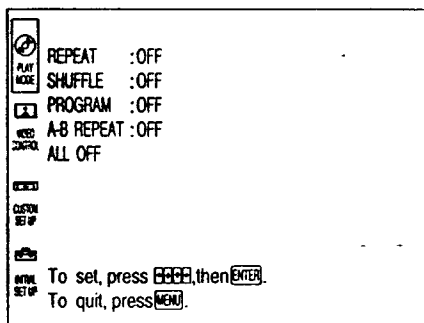 PLAY
MODE
REPEAT :OFF
SHUFFLE :OFF
PROGRAM :OFF
A-B REPEAT :OFF
ALL OFF
VIDEO
CONTROL
CUSTOM
SET UP
INITIAL
SET UP
To set, press ,then ENTER.
To quit, press MENU.